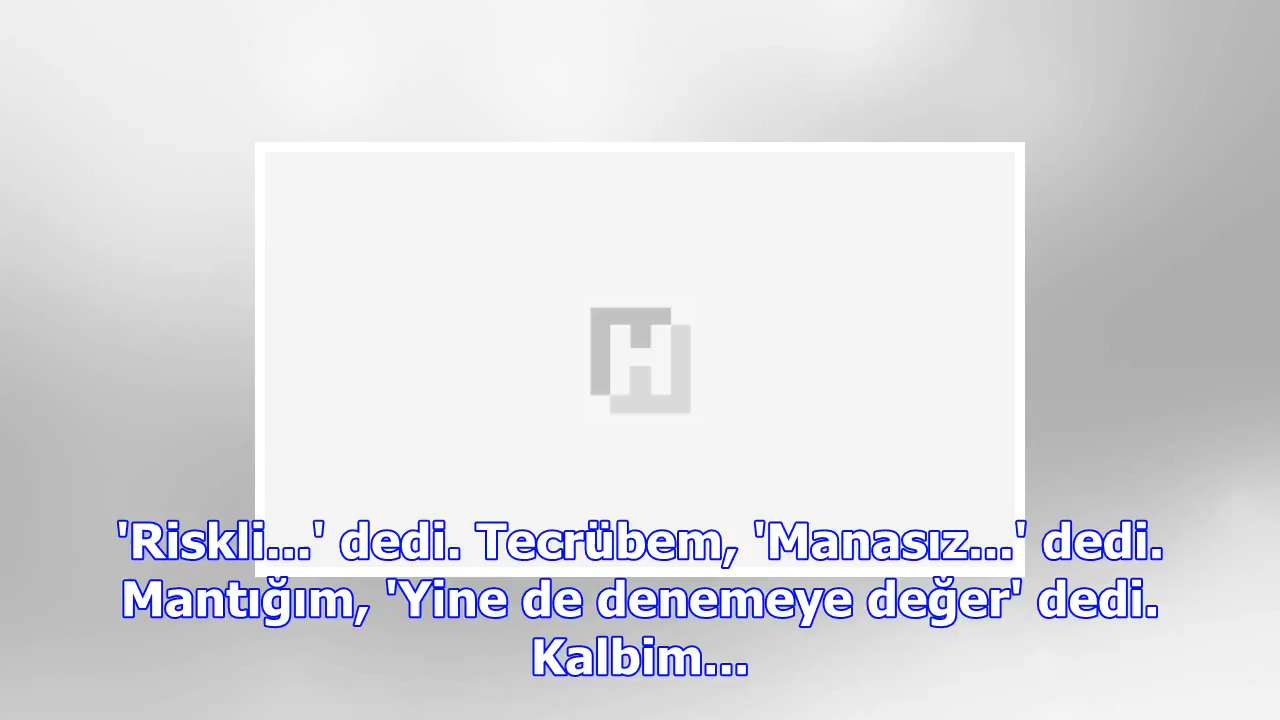 'Riskli...' dedi. Tecrübem, 'Manasız...' dedi.
Mantığım, 'Yine de denemeye değer' dedi.
Kalbim...